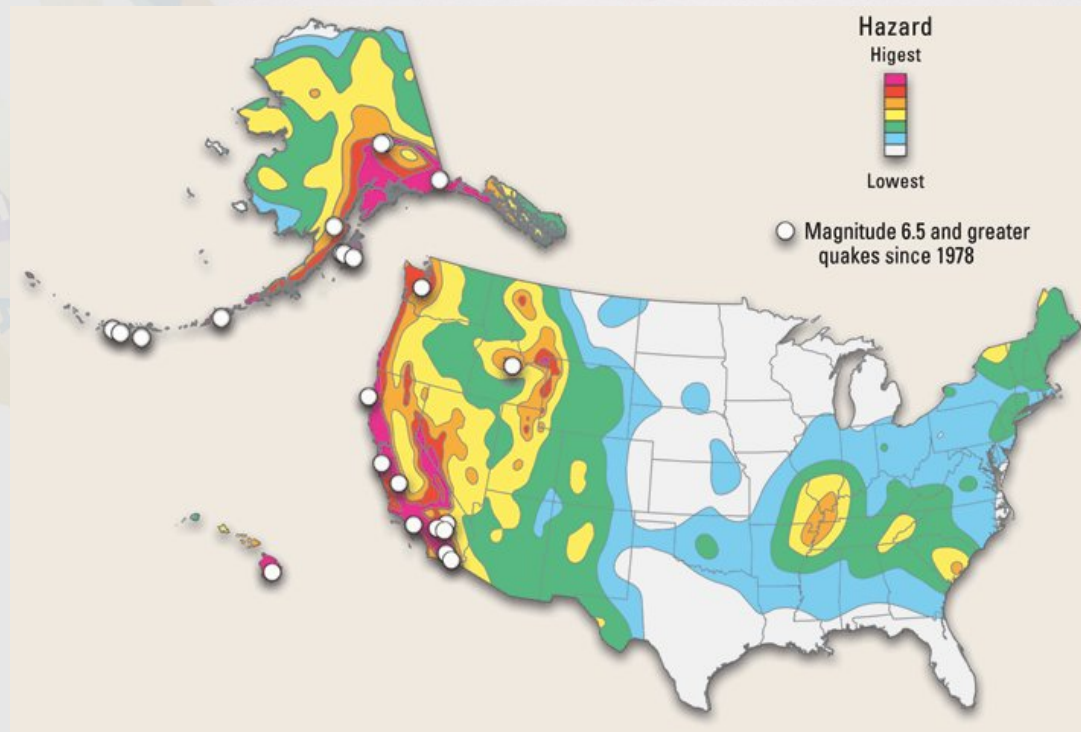 Hazard
Higest
Lowest
Magnitude 6.5 and greater
quakes since 1978